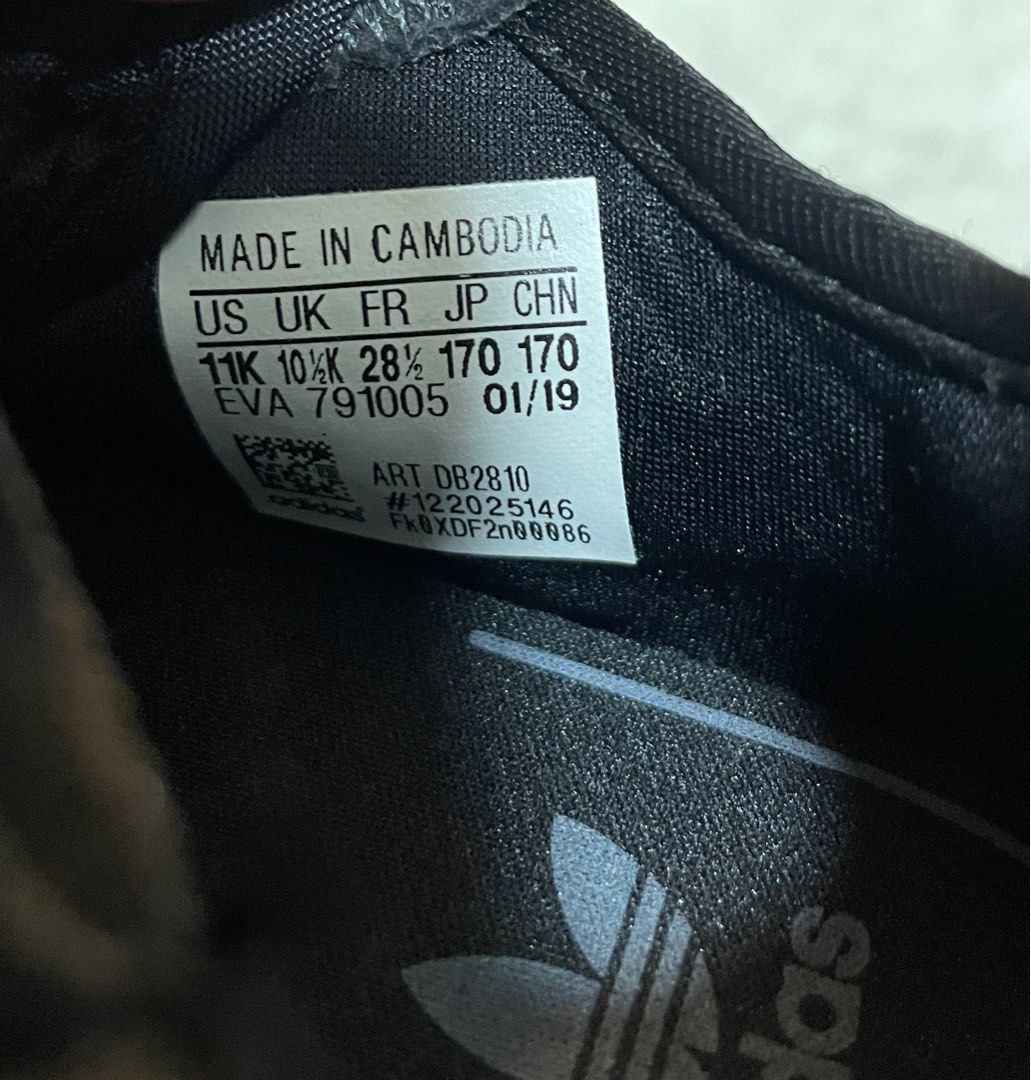 MADE IN CAMBODIA
US UK FR JP CHN
11K 10½K 28½ 170 170
EVA 791005 01/19
ART DB2810
#122025146
adidas
Fk0XDF2n00086
das